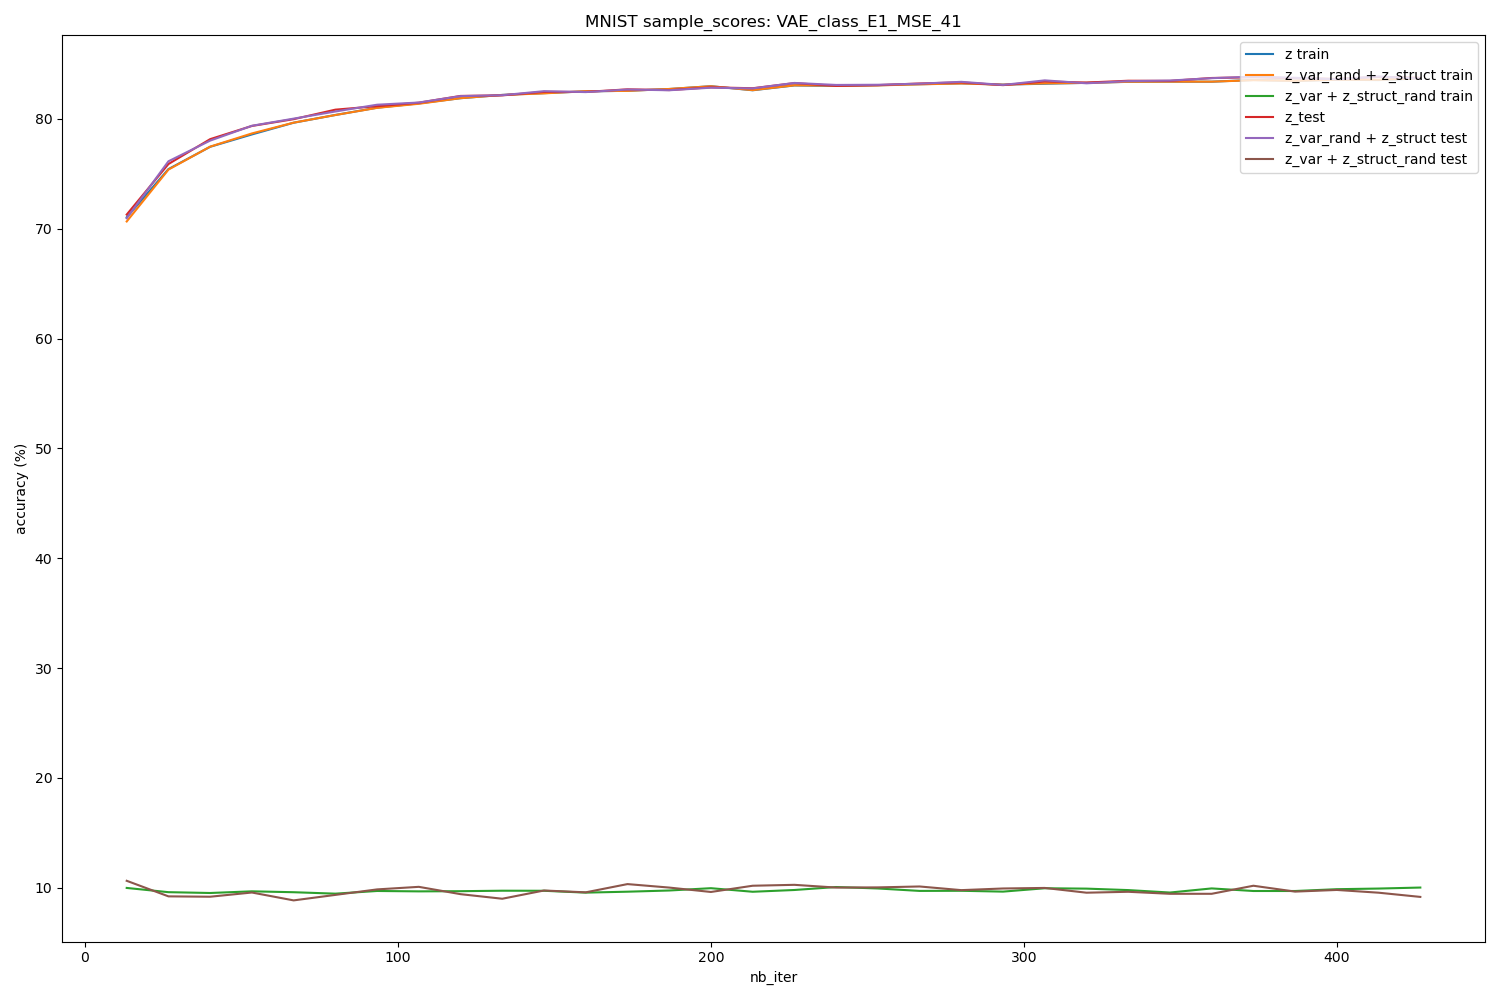 MNIST sample_scores: VAE_class_E1_MSE_41
z train
z_var_rand + z_struct train
z_var + z_struct_rand train
z_test
z_var_rand + z_struct test
z_var + z_struct_rand test
accuracy (%)
80
70
60
50
40
30
20
10
0
100
200
300
400
nb_iter